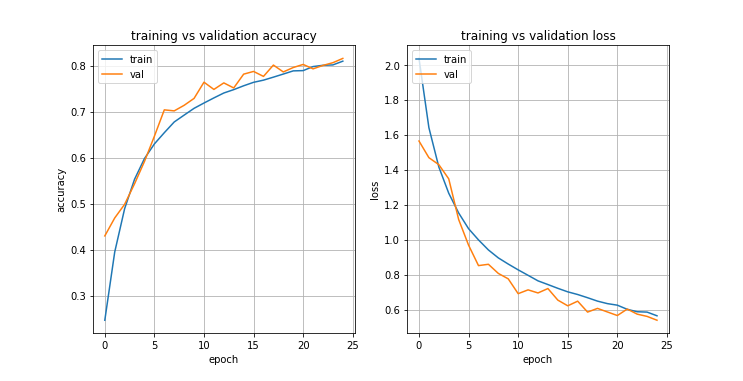 training vs validation accuracy
train
val
0.8
0.7
0.6
0.5
0.4
0.3
accuracy
0 5 10 15 20 25
epoch
training vs validation loss
train
val
2.0
1.8
1.6
1.4
1.2
1.0
0.8
0.6
loss
0 5 10 15 20 25
epoch